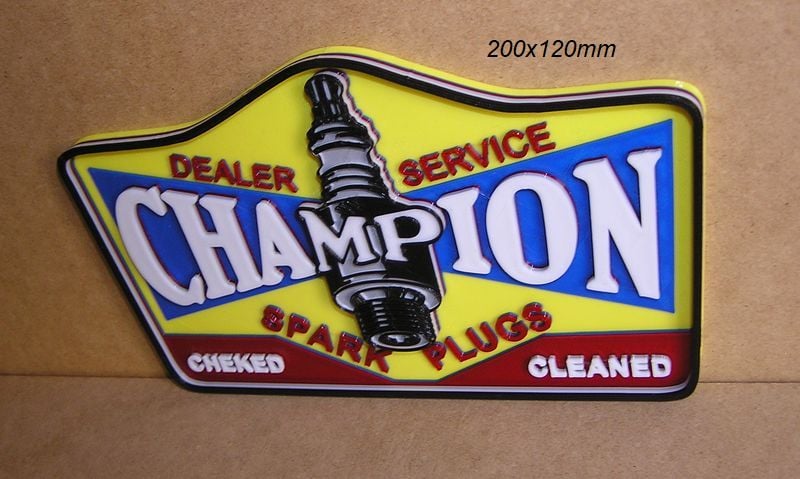 200x120mm
DEALER SERVICE
CHAMPION
SPARK PLUGS
CHEKED CLEANED